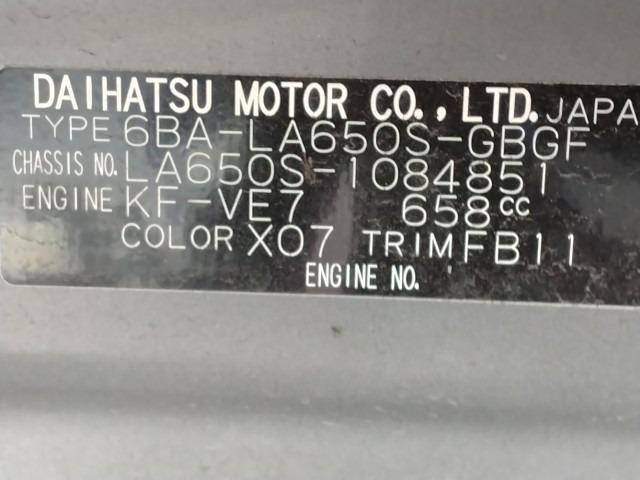 DAIHATSU MOTOR CO., LTD. JAPA
TYPE 6BA-LA650S-GBGF
CHASSIS NO. LA650S-1084851
ENGINE KF-VE7 658cc
COLOR X07 TRIM FB11
ENGINE NO.